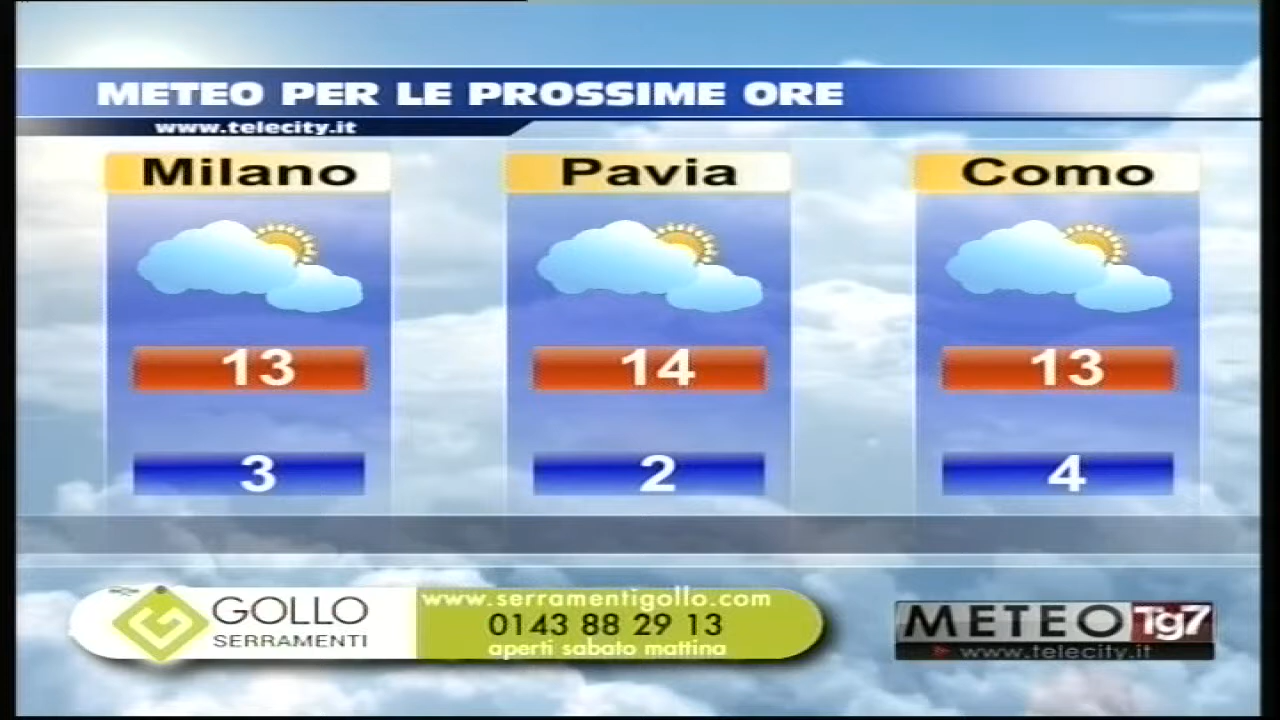 METEO PER LE PROSSIME ORE
www.telecity.it
Milano
Pavia
Como
13
14
13
3
2
4
GOLLO
SERRAMENTI
www.serramentigollo.com
0143 88 29 13
aperti sabato mattina
METEO Tg7
www.telecity.it